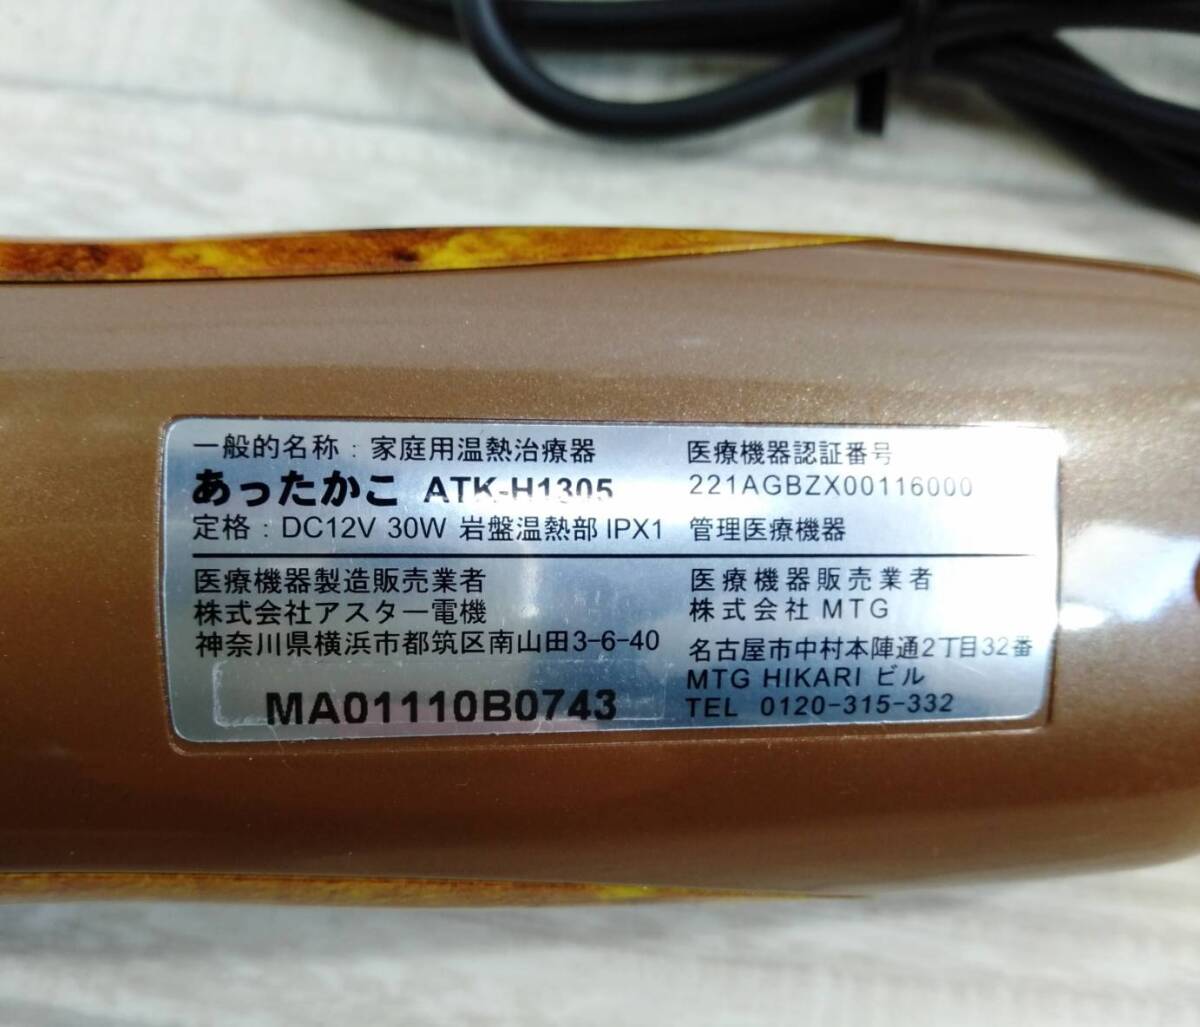 一般的名称：家庭用温熱治療器
あったかこ ATK-H1305
定格：DC12V 30W 岩盤温熱部 IPX1
医療機器認証番号
221AGBZX00116000
管理医療機器
医療機器製造販売業者
株式会社アスター電機
神奈川県横浜市都筑区南山田3-6-40
MA01110B0743
医療機器販売業者
株式会社 MTG
名古屋市中村本陣通2丁目32番
MTG HIKARI ビル
TEL 0120-315-332